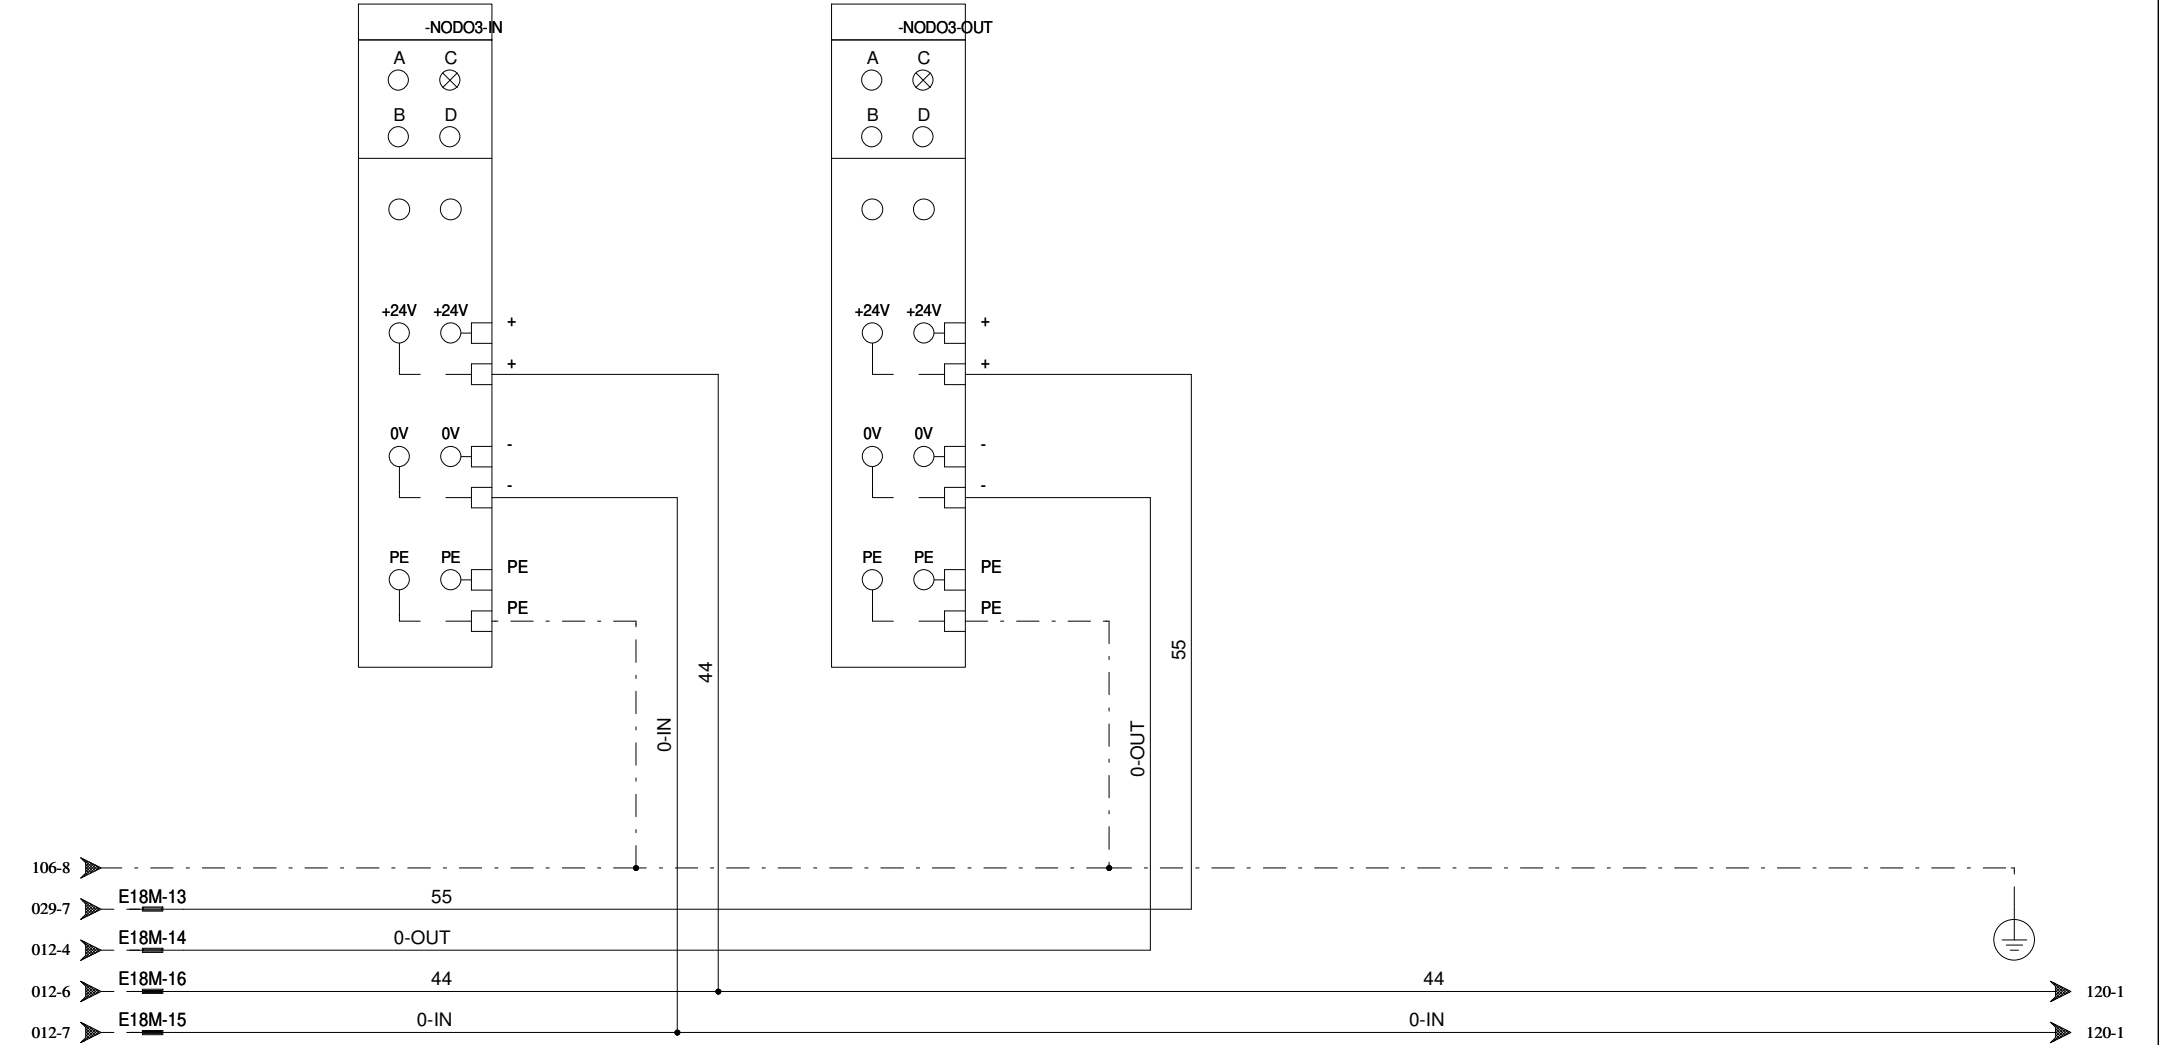 -NODO3-IN -NODO3-OUT
A C A C
B D B D
+24V +24V + +24V +24V +
+ +
0V 0V - 0V 0V -
- -
PE PE PE PE PE PE
PE PE
44 55
0-IN 0-OUT
106-8
029-7 E18M-13 55
012-4 E18M-14 0-OUT
012-6 E18M-16 44 44 120-1
012-7 E18M-15 0-IN 0-IN 120-1